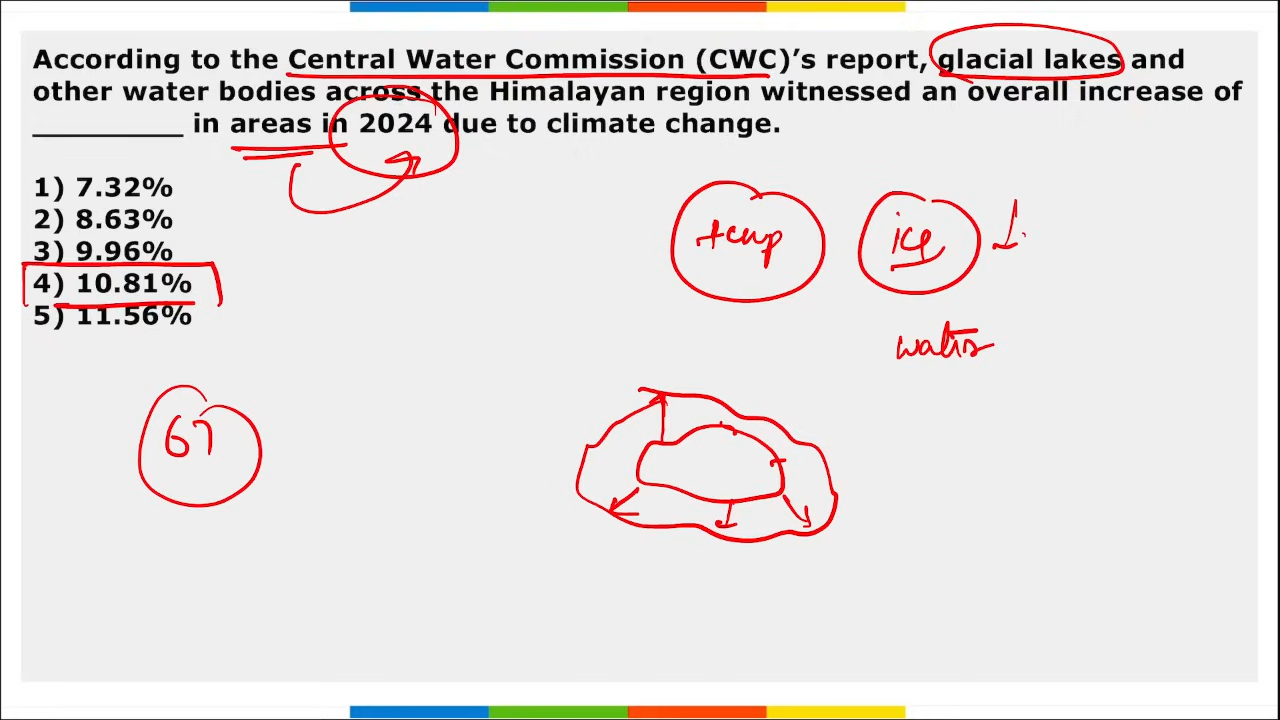 According to the Central Water Commission (CWC)’s report, glacial lakes and
other water bodies across the Himalayan region witnessed an overall increase of
___________ in areas in 2024 due to climate change.
1) 7.32%
2) 8.63%
3) 9.96%
4) 10.81%
5) 11.56%
temp
ice
water
67